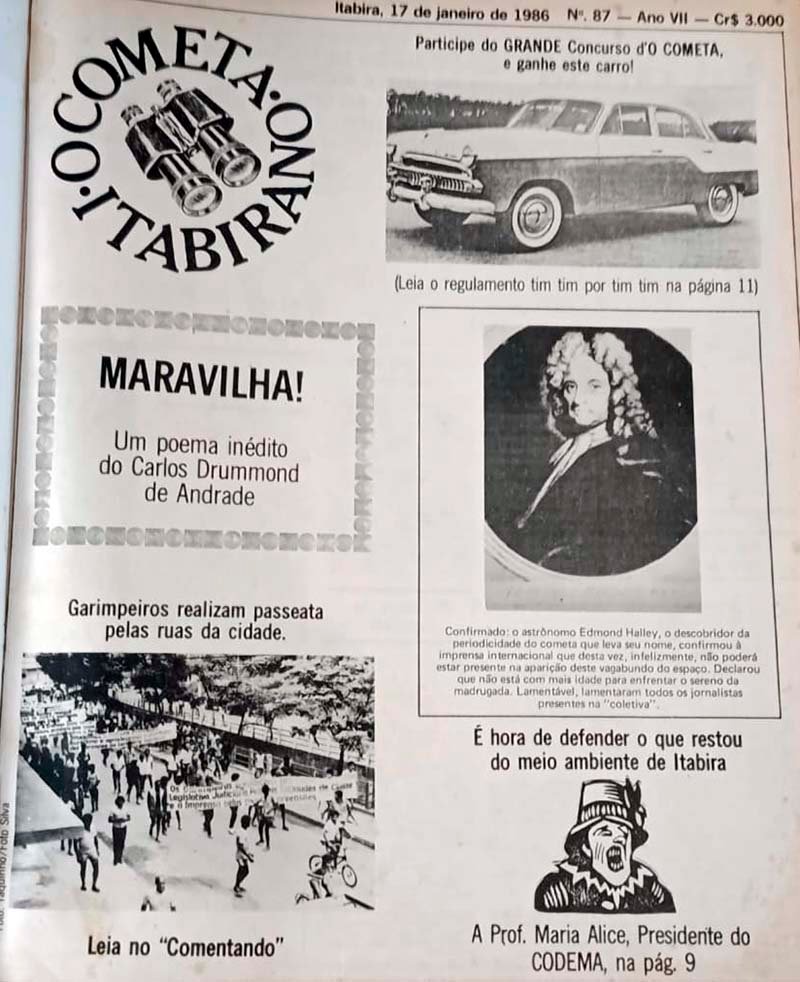 Itabira, 17 de janeiro de 1986 Nº. 87 — Ano VII — Cr$ 3.000
O COMETA
O ITABIRANO
Participe do GRANDE Concurso d'O COMETA,
e ganhe este carro!
(Leia o regulamento tim tim por tim tim na página 11)
MARAVILHA!
Um poema inédito
do Carlos Drummond
de Andrade
Confirmado: o astrônomo Edmond Halley, o descobridor da
periodicidade do cometa que leva seu nome, confirmou à
imprensa internacional que desta vez, infelizmente, não poderá
estar presente na aparição deste vagabundo do espaço. Declarou
que não está com mais idade para enfrentar o sereno da
madrugada. Lamentável, lamentaram todos os jornalistas
presentes na "coletiva".
Garimpeiros realizam passeata
pelas ruas da cidade.
Os
Legislativo
e a Imprensa
Foto Silva
Leia no "Comentando"
É hora de defender o que restou
do meio ambiente de Itabira
A Prof. Maria Alice, Presidente do
CODEMA, na pág. 9